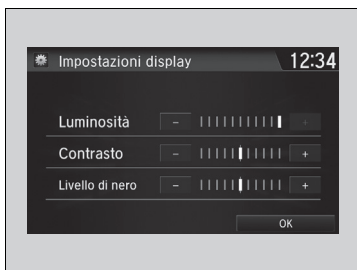 Impostazioni display 12:34
Luminosità - +
Contrasto - +
Livello di nero - +
OK